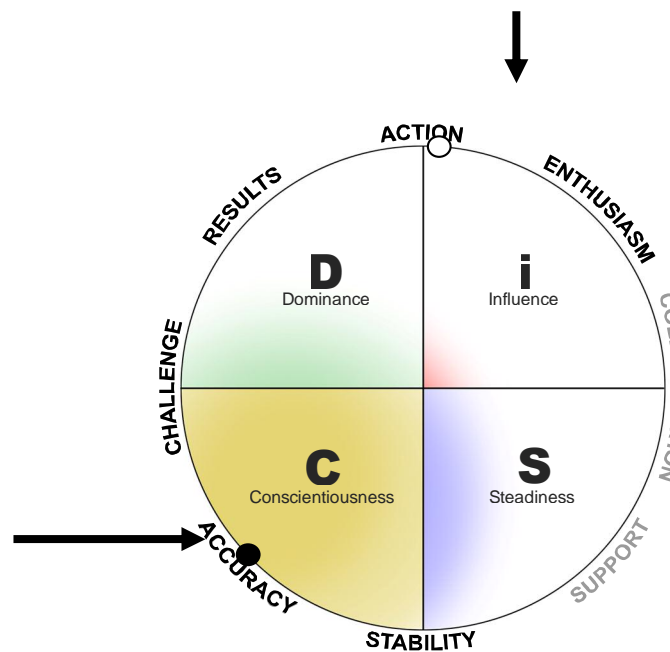 ACTION
RESULTS
ENTHUSIASM
D
Dominance
i
Influence
CHALLENGE
C
Conscientiousness
S
Steadiness
ACCURACY
SUPPORT
STABILITY